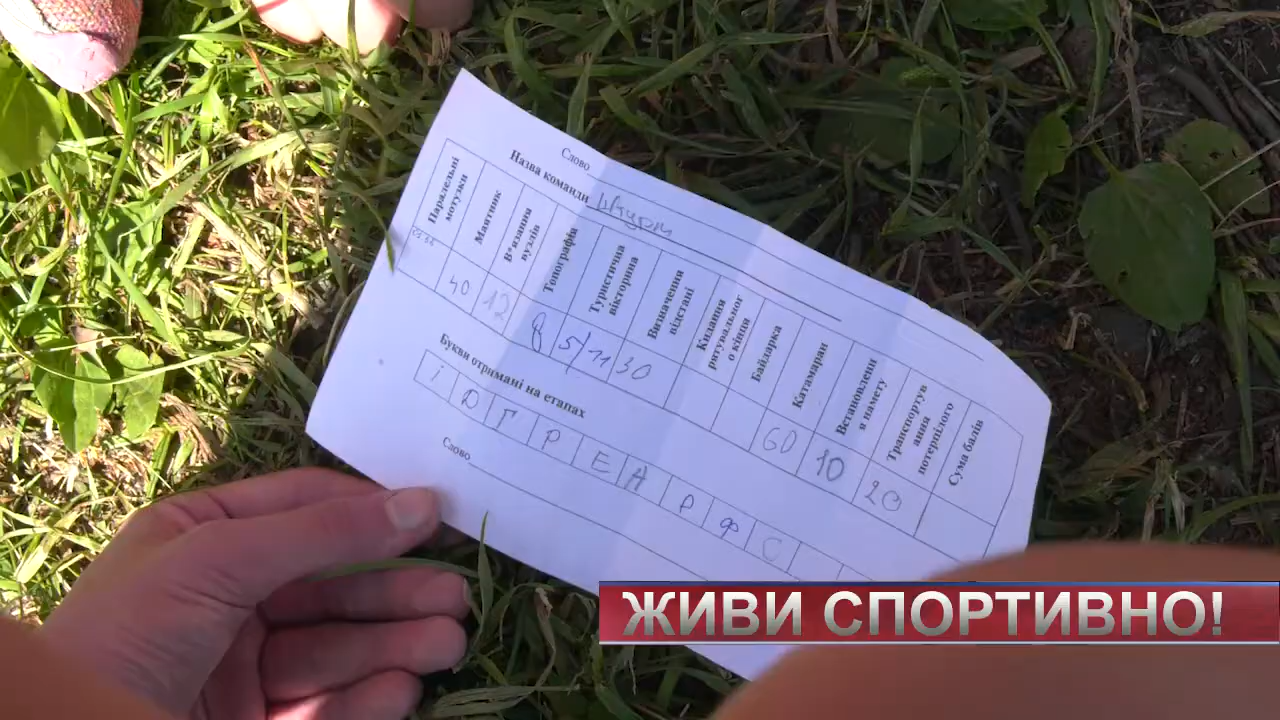 Слово
Назва команди Шторм
Паралельні мотузки
Маятник
В'язання вузлів
Топографія
Туристична вікторина
Визначення відстані
Кидання рятувального кінця
Байдарка
Катамаран
Встановлення намету
Транспортування потерпілого
Сума балів
40 12 8 5/11 30 60 10 20
Букви отримані на етапах
і О Г Р Е А Р Ф С
Слово
ЖИВИ СПОРТИВНО!